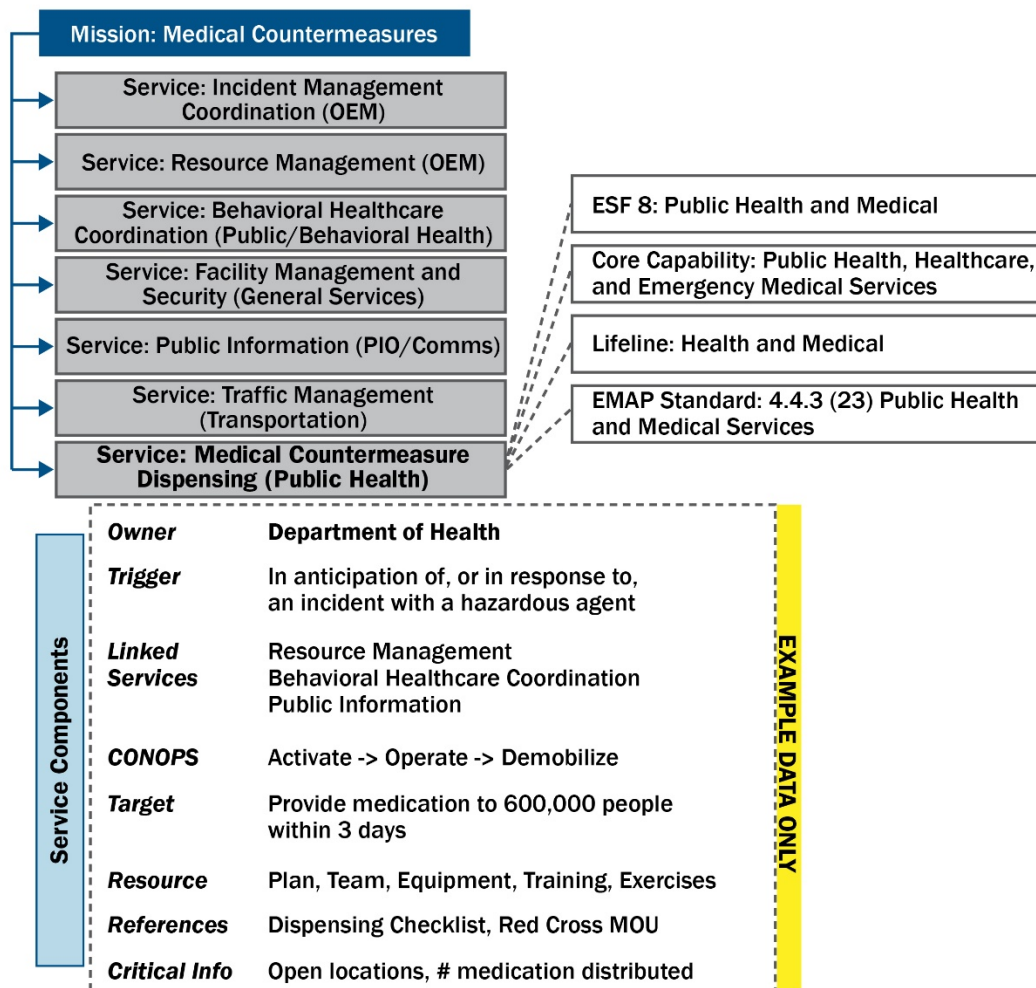 Mission: Medical Countermeasures
Service: Incident Management
Coordination (OEM)
Service: Resource Management (OEM)
Service: Behavioral Healthcare
Coordination (Public/Behavioral Health)
Service: Facility Management and
Security (General Services)
Service: Public Information (PIO/Comms)
Service: Traffic Management
(Transportation)
Service: Medical Countermeasure
Dispensing (Public Health)
ESF 8: Public Health and Medical
Core Capability: Public Health, Healthcare,
and Emergency Medical Services
Lifeline: Health and Medical
EMAP Standard: 4.4.3 (23) Public Health
and Medical Services
Service Components
Owner Department of Health
Trigger In anticipation of, or in response to,
an incident with a hazardous agent
Linked Resource Management
Services Behavioral Healthcare Coordination
Public Information
CONOPS Activate -> Operate -> Demobilize
Target Provide medication to 600,000 people
within 3 days
Resource Plan, Team, Equipment, Training, Exercises
References Dispensing Checklist, Red Cross MOU
Critical Info Open locations, # medication distributed
EXAMPLE DATA ONLY